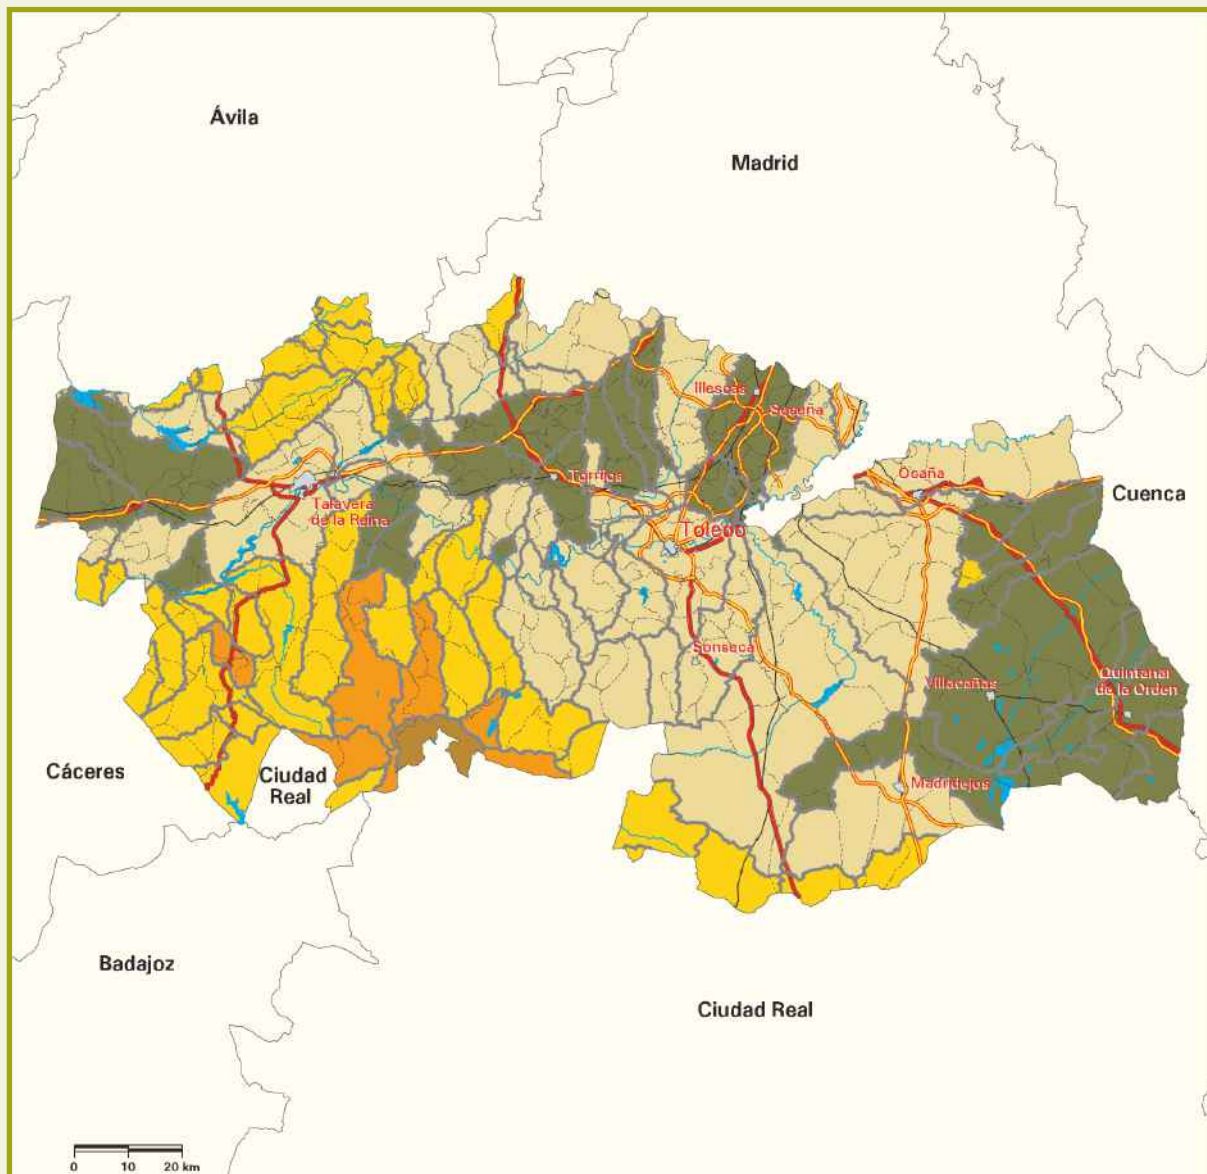 Ávila
Madrid
Illescas
Seseña
Ocaña
Cuenca
Torrijos
Talavera
de la Reina
Toledo
Sonseca
Villacañas
Quintanar
de la Orden
Cáceres
Ciudad
Real
Madridejos
Badajoz
Ciudad Real
0 10 20 km